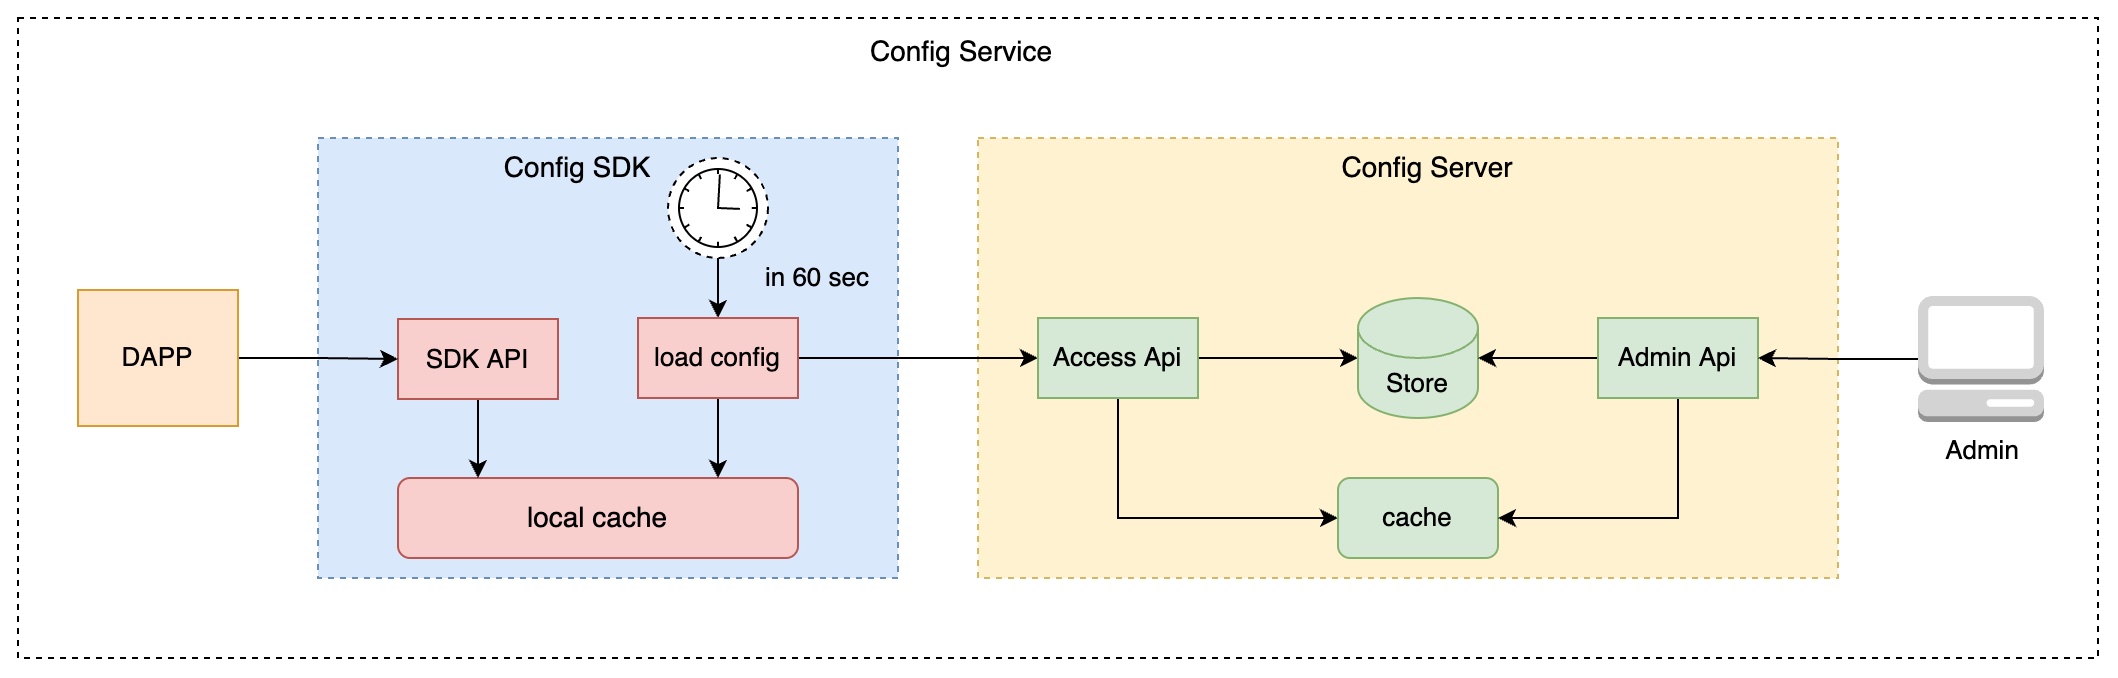 Config Service
Config SDK
in 60 sec
DAPP
SDK API
load config
local cache
Config Server
Access Api
Store
Admin Api
cache
Admin